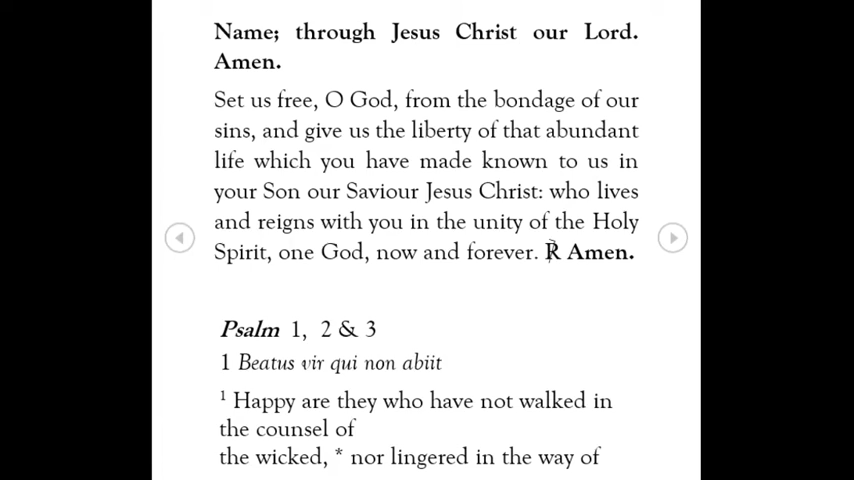 Name; through Jesus Christ our Lord.
Amen.
Set us free, O God, from the bondage of our
sins, and give us the liberty of that abundant
life which you have made known to us in
your Son our Saviour Jesus Christ: who lives
and reigns with you in the unity of the Holy
Spirit, one God, now and forever. ℟ Amen.
Psalm 1, 2 & 3
1 Beatus vir qui non abiit
¹ Happy are they who have not walked in
the counsel of
the wicked, * nor lingered in the way of